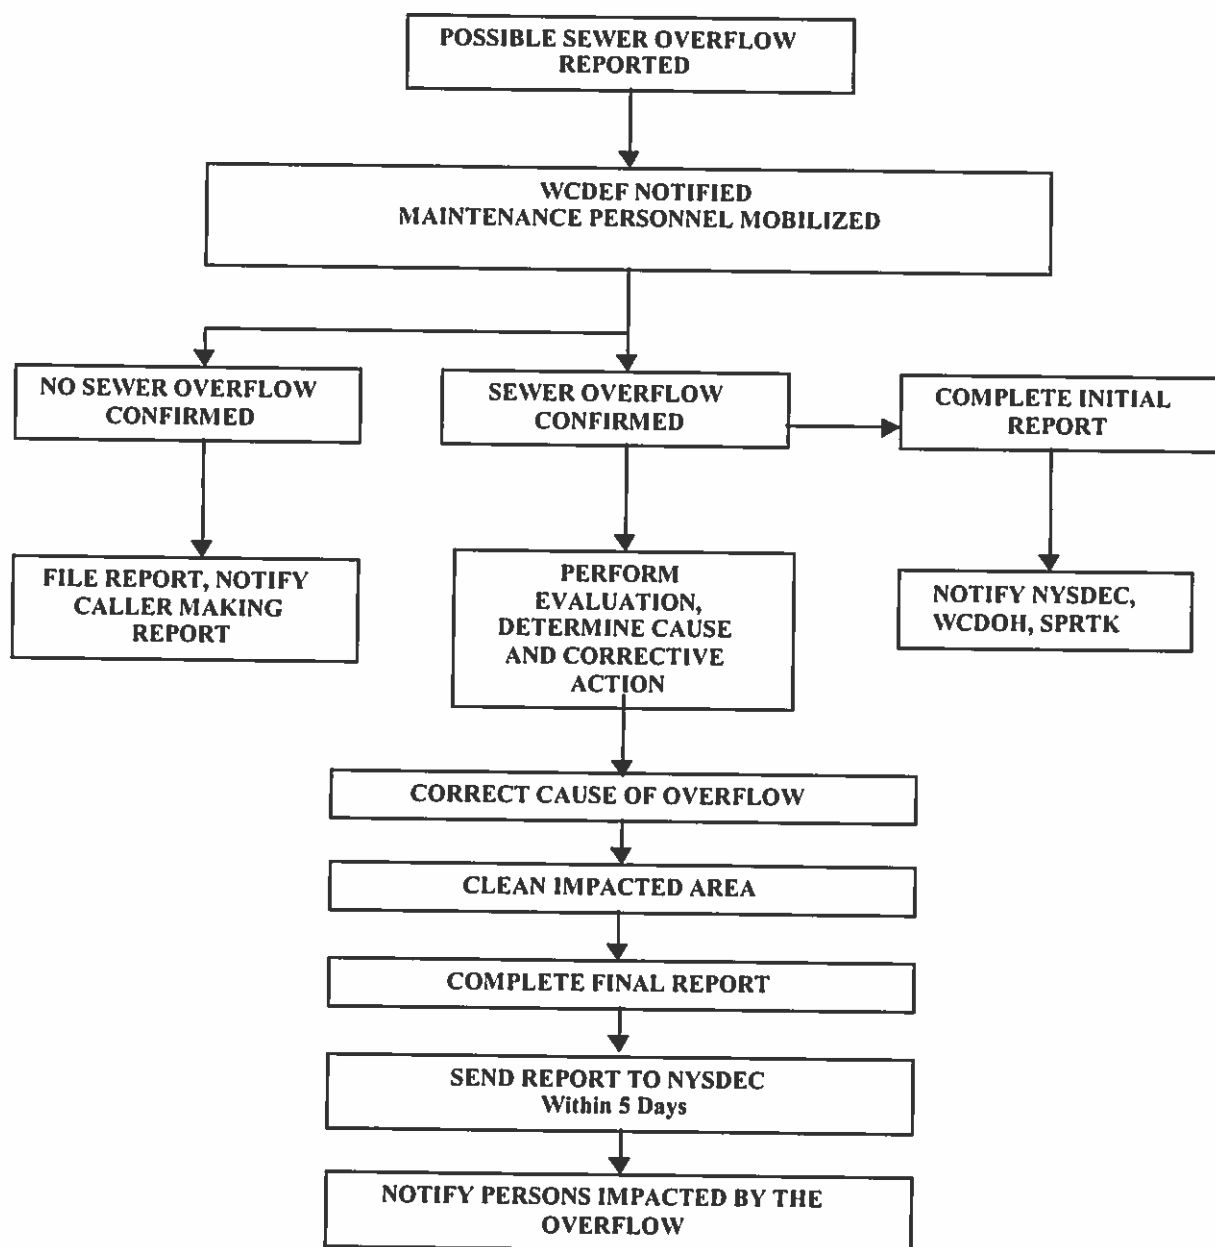 POSSIBLE SEWER OVERFLOW
REPORTED
WCDEF NOTIFIED
MAINTENANCE PERSONNEL MOBILIZED
NO SEWER OVERFLOW
CONFIRMED
SEWER OVERFLOW
CONFIRMED
COMPLETE INITIAL
REPORT
FILE REPORT, NOTIFY
CALLER MAKING
REPORT
PERFORM
EVALUATION,
DETERMINE CAUSE
AND CORRECTIVE
ACTION
NOTIFY NYSDEC,
WCDOH, SPRTK
CORRECT CAUSE OF OVERFLOW
CLEAN IMPACTED AREA
COMPLETE FINAL REPORT
SEND REPORT TO NYSDEC
Within 5 Days
NOTIFY PERSONS IMPACTED BY THE
OVERFLOW